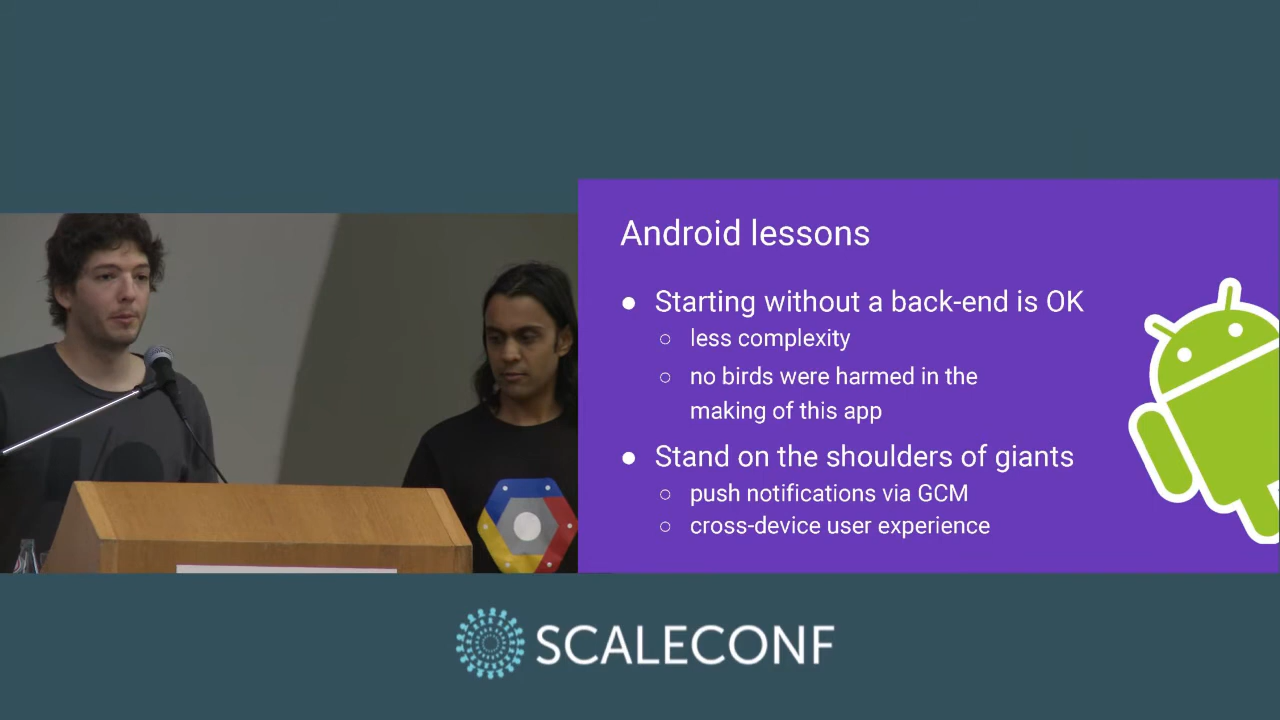 Android lessons
● Starting without a back-end is OK
○ less complexity
○ no birds were harmed in the
making of this app
● Stand on the shoulders of giants
○ push notifications via GCM
○ cross-device user experience
SCALECONF